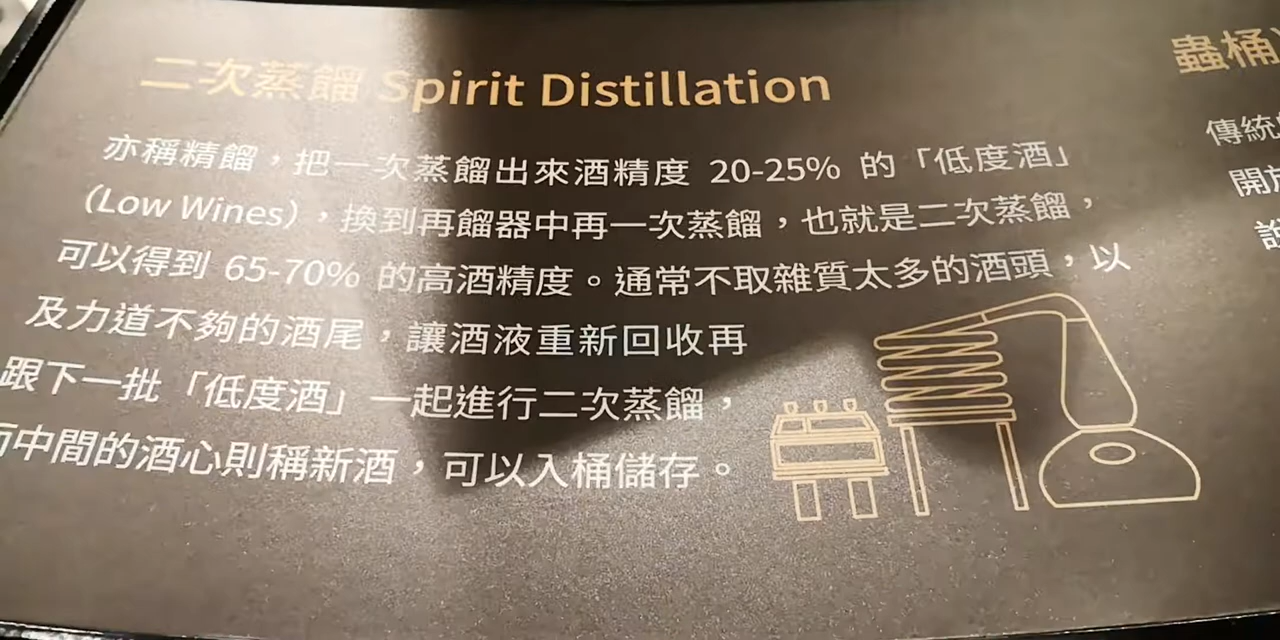 二次蒸餾 Spirit Distillation
亦稱精餾，把一次蒸餾出來酒精度 20-25% 的「低度酒」
（Low Wines），換到再餾器中再一次蒸餾，也就是二次蒸餾，
可以得到 65-70% 的高酒精度。通常不取雜質太多的酒頭，以
及力道不夠的酒尾，讓酒液重新回收再
跟下一批「低度酒」一起進行二次蒸餾，
而中間的酒心則稱新酒，可以入桶儲存。
蟲桶
傳統
開放